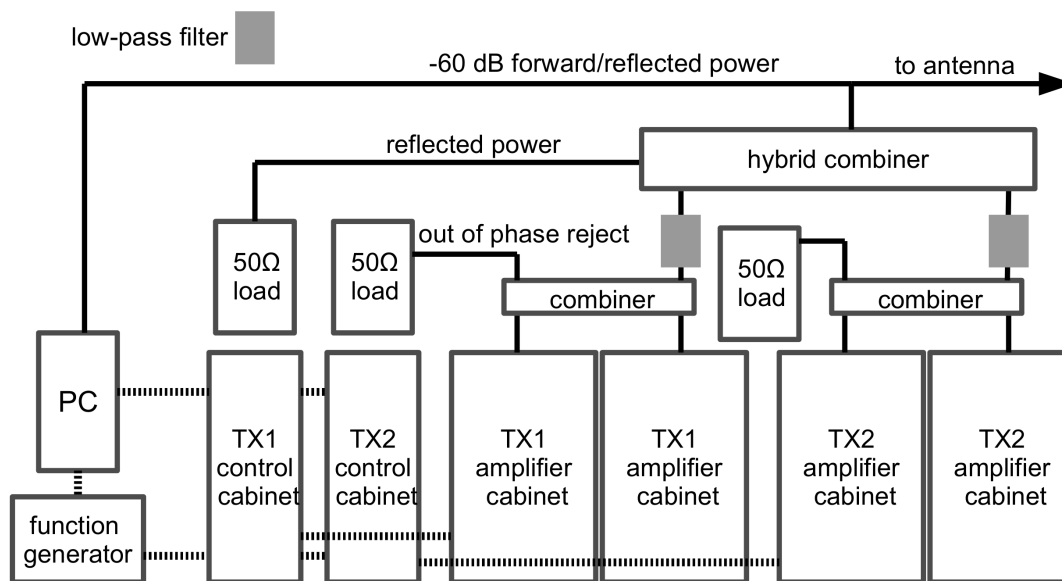 low-pass filter
-60 dB forward/reflected power
to antenna
reflected power
hybrid combiner
50Ω
load
50Ω
load
out of phase reject
combiner
50Ω
load
combiner
PC
TX1
control
cabinet
TX2
control
cabinet
TX1
amplifier
cabinet
TX1
amplifier
cabinet
TX2
amplifier
cabinet
TX2
amplifier
cabinet
function
generator